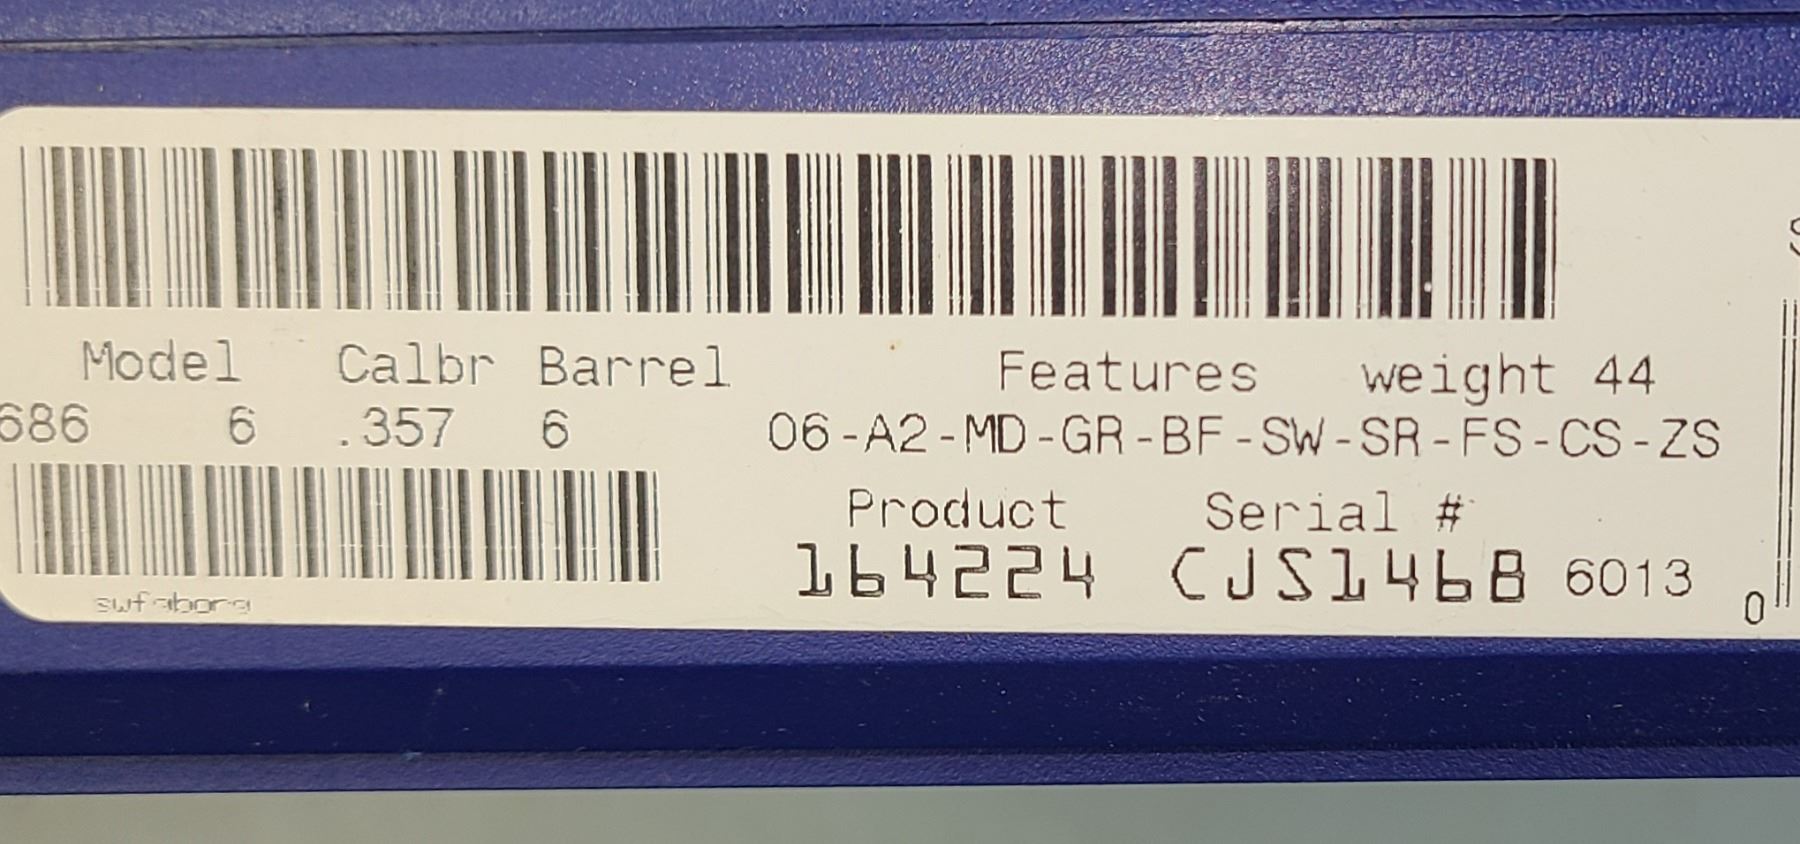 Model Calbr Barrel Features weight 44
686 6 .357 6 06-A2-MD-GR-BF-SW-SR-FS-CS-ZS
Product Serial #
164224 CJS1468 6013
0